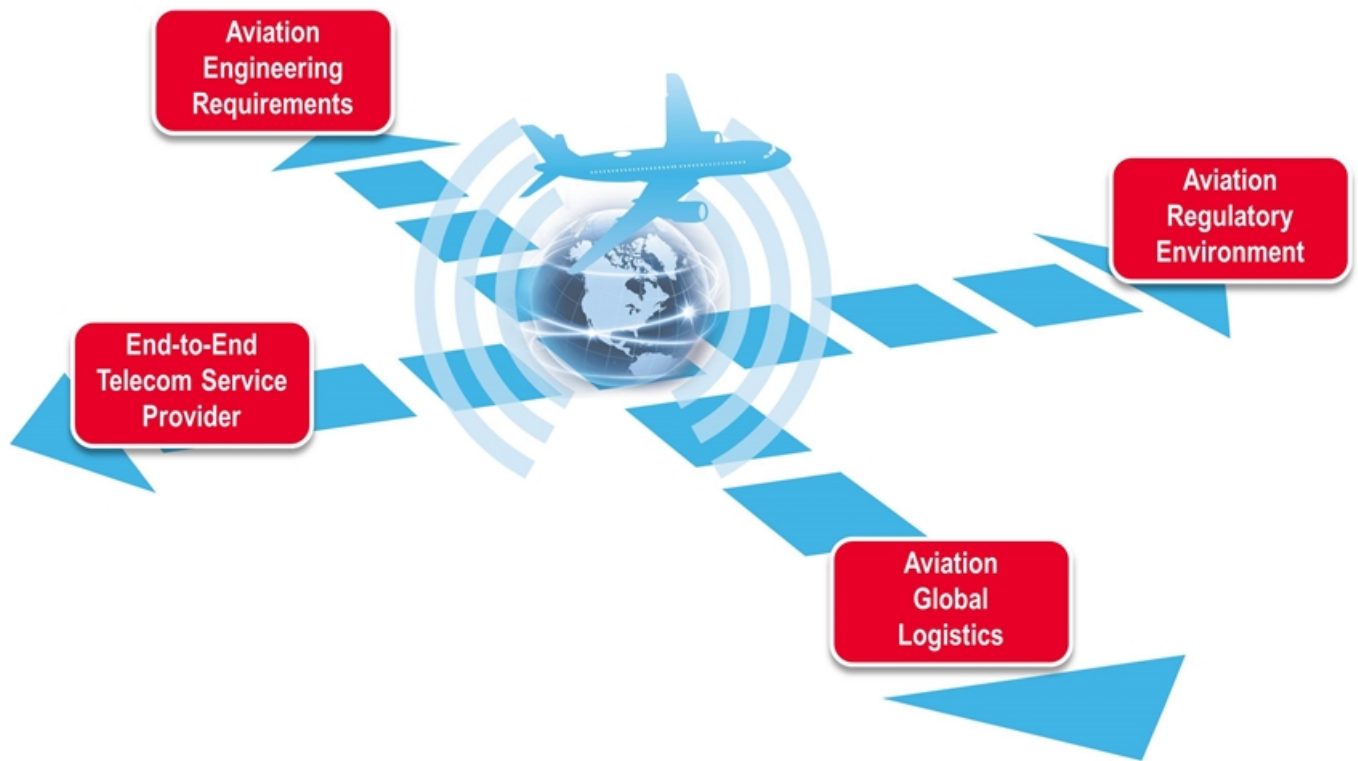 Aviation
Engineering
Requirements
Aviation
Regulatory
Environment
End-to-End
Telecom Service
Provider
Aviation
Global
Logistics